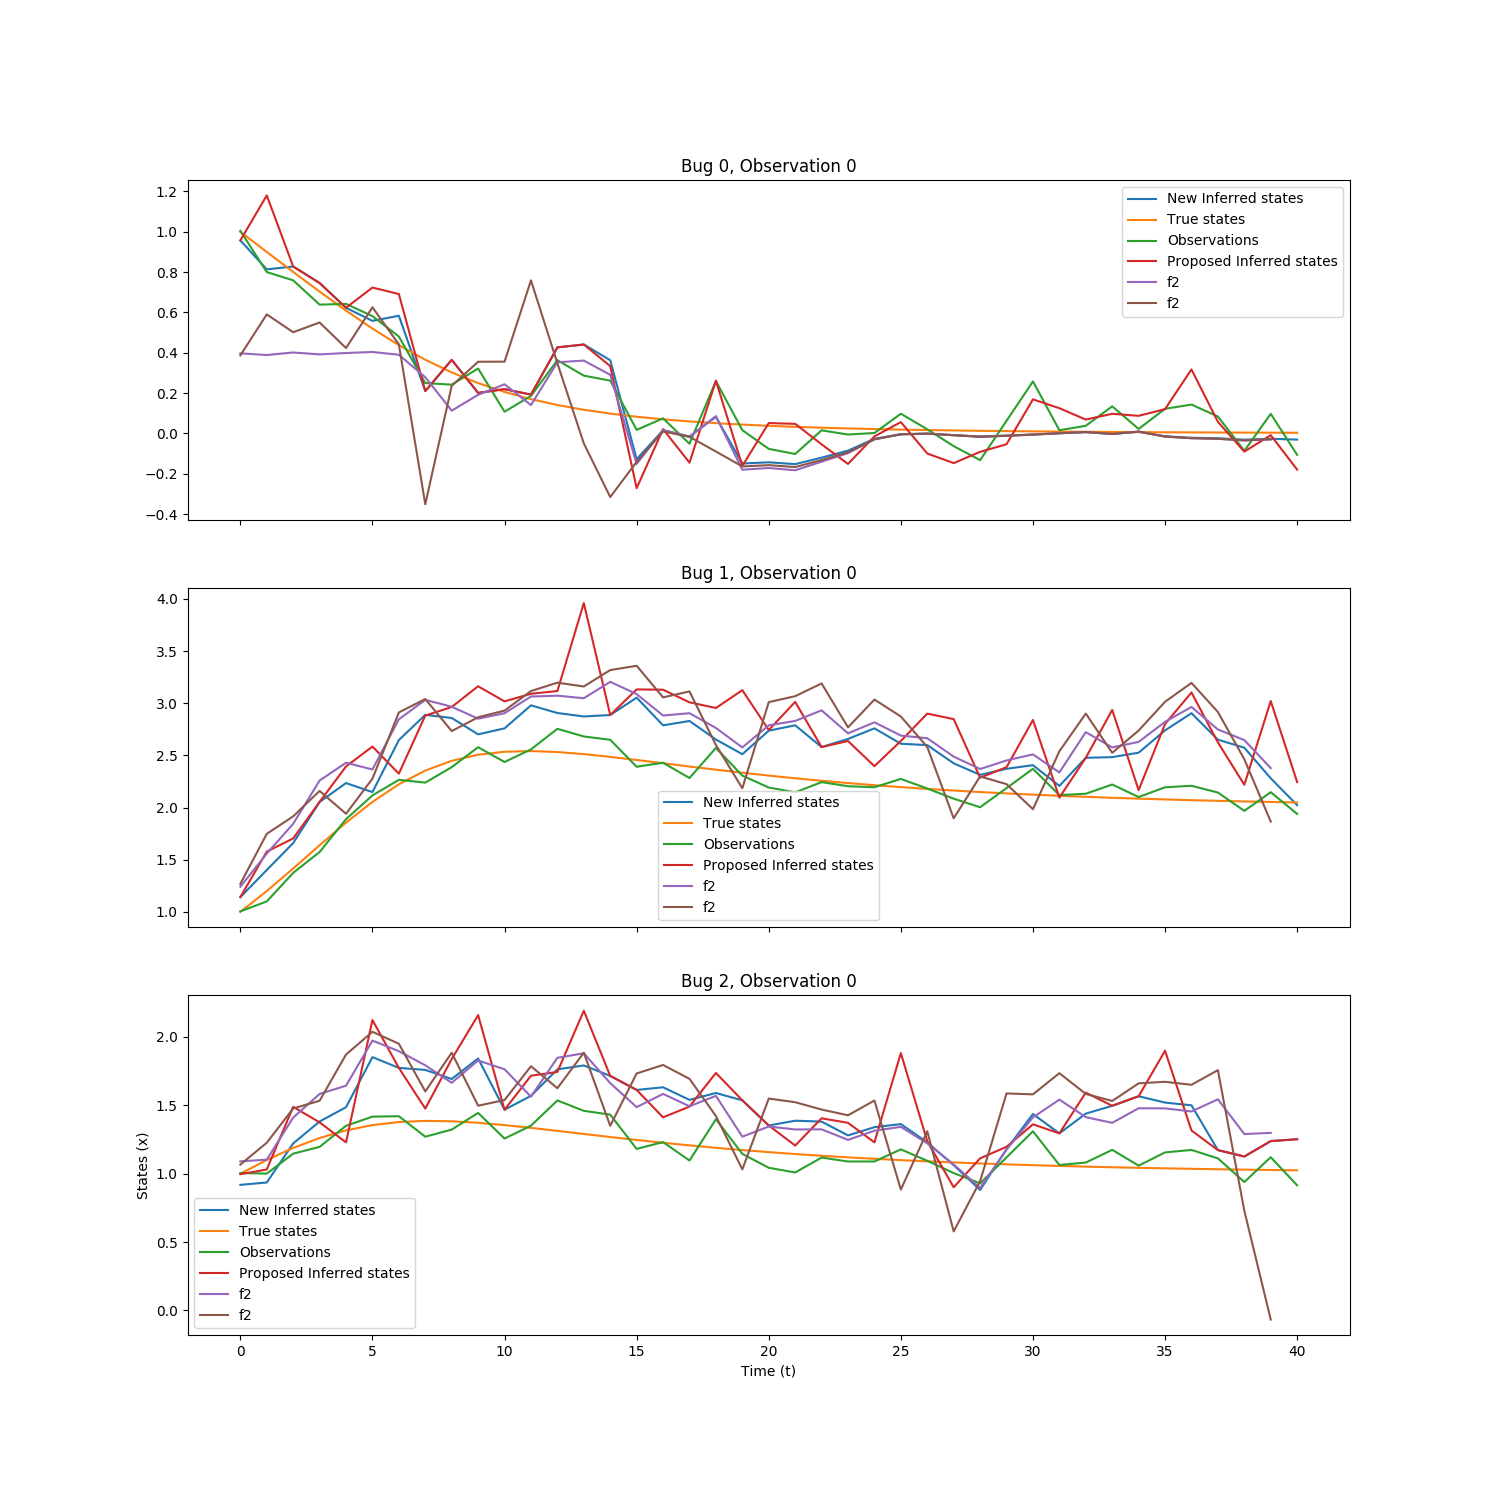 Bug 0, Observation 0
1.2
1.0
0.8
0.6
0.4
0.2
0.0
−0.2
−0.4
New Inferred states
True states
Observations
Proposed Inferred states
f2
f2
Bug 1, Observation 0
4.0
3.5
3.0
2.5
2.0
1.5
1.0
New Inferred states
True states
Observations
Proposed Inferred states
f2
f2
Bug 2, Observation 0
States (x)
2.0
1.5
1.0
0.5
0.0
New Inferred states
True states
Observations
Proposed Inferred states
f2
f2
0 5 10 15 20 25 30 35 40
Time (t)